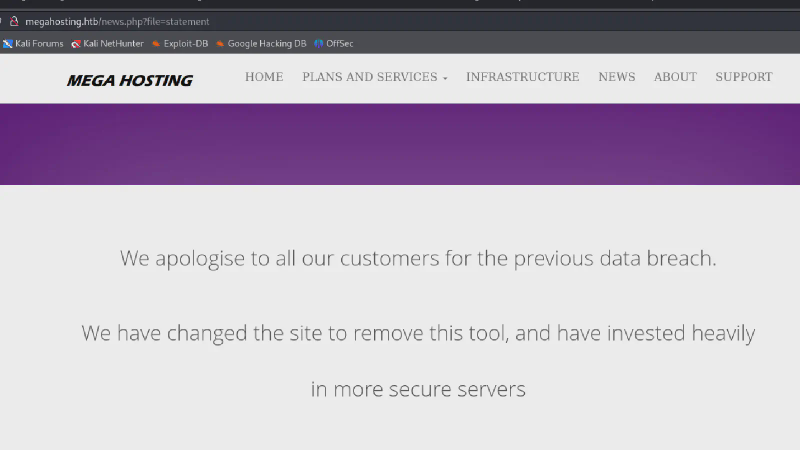 megahosting.htb/news.php?file=statement
Kali Forums Kali NetHunter Exploit-DB Google Hacking DB OffSec
MEGA HOSTING HOME PLANS AND SERVICES INFRASTRUCTURE NEWS ABOUT SUPPORT
We apologise to all our customers for the previous data breach.
We have changed the site to remove this tool, and have invested heavily
in more secure servers